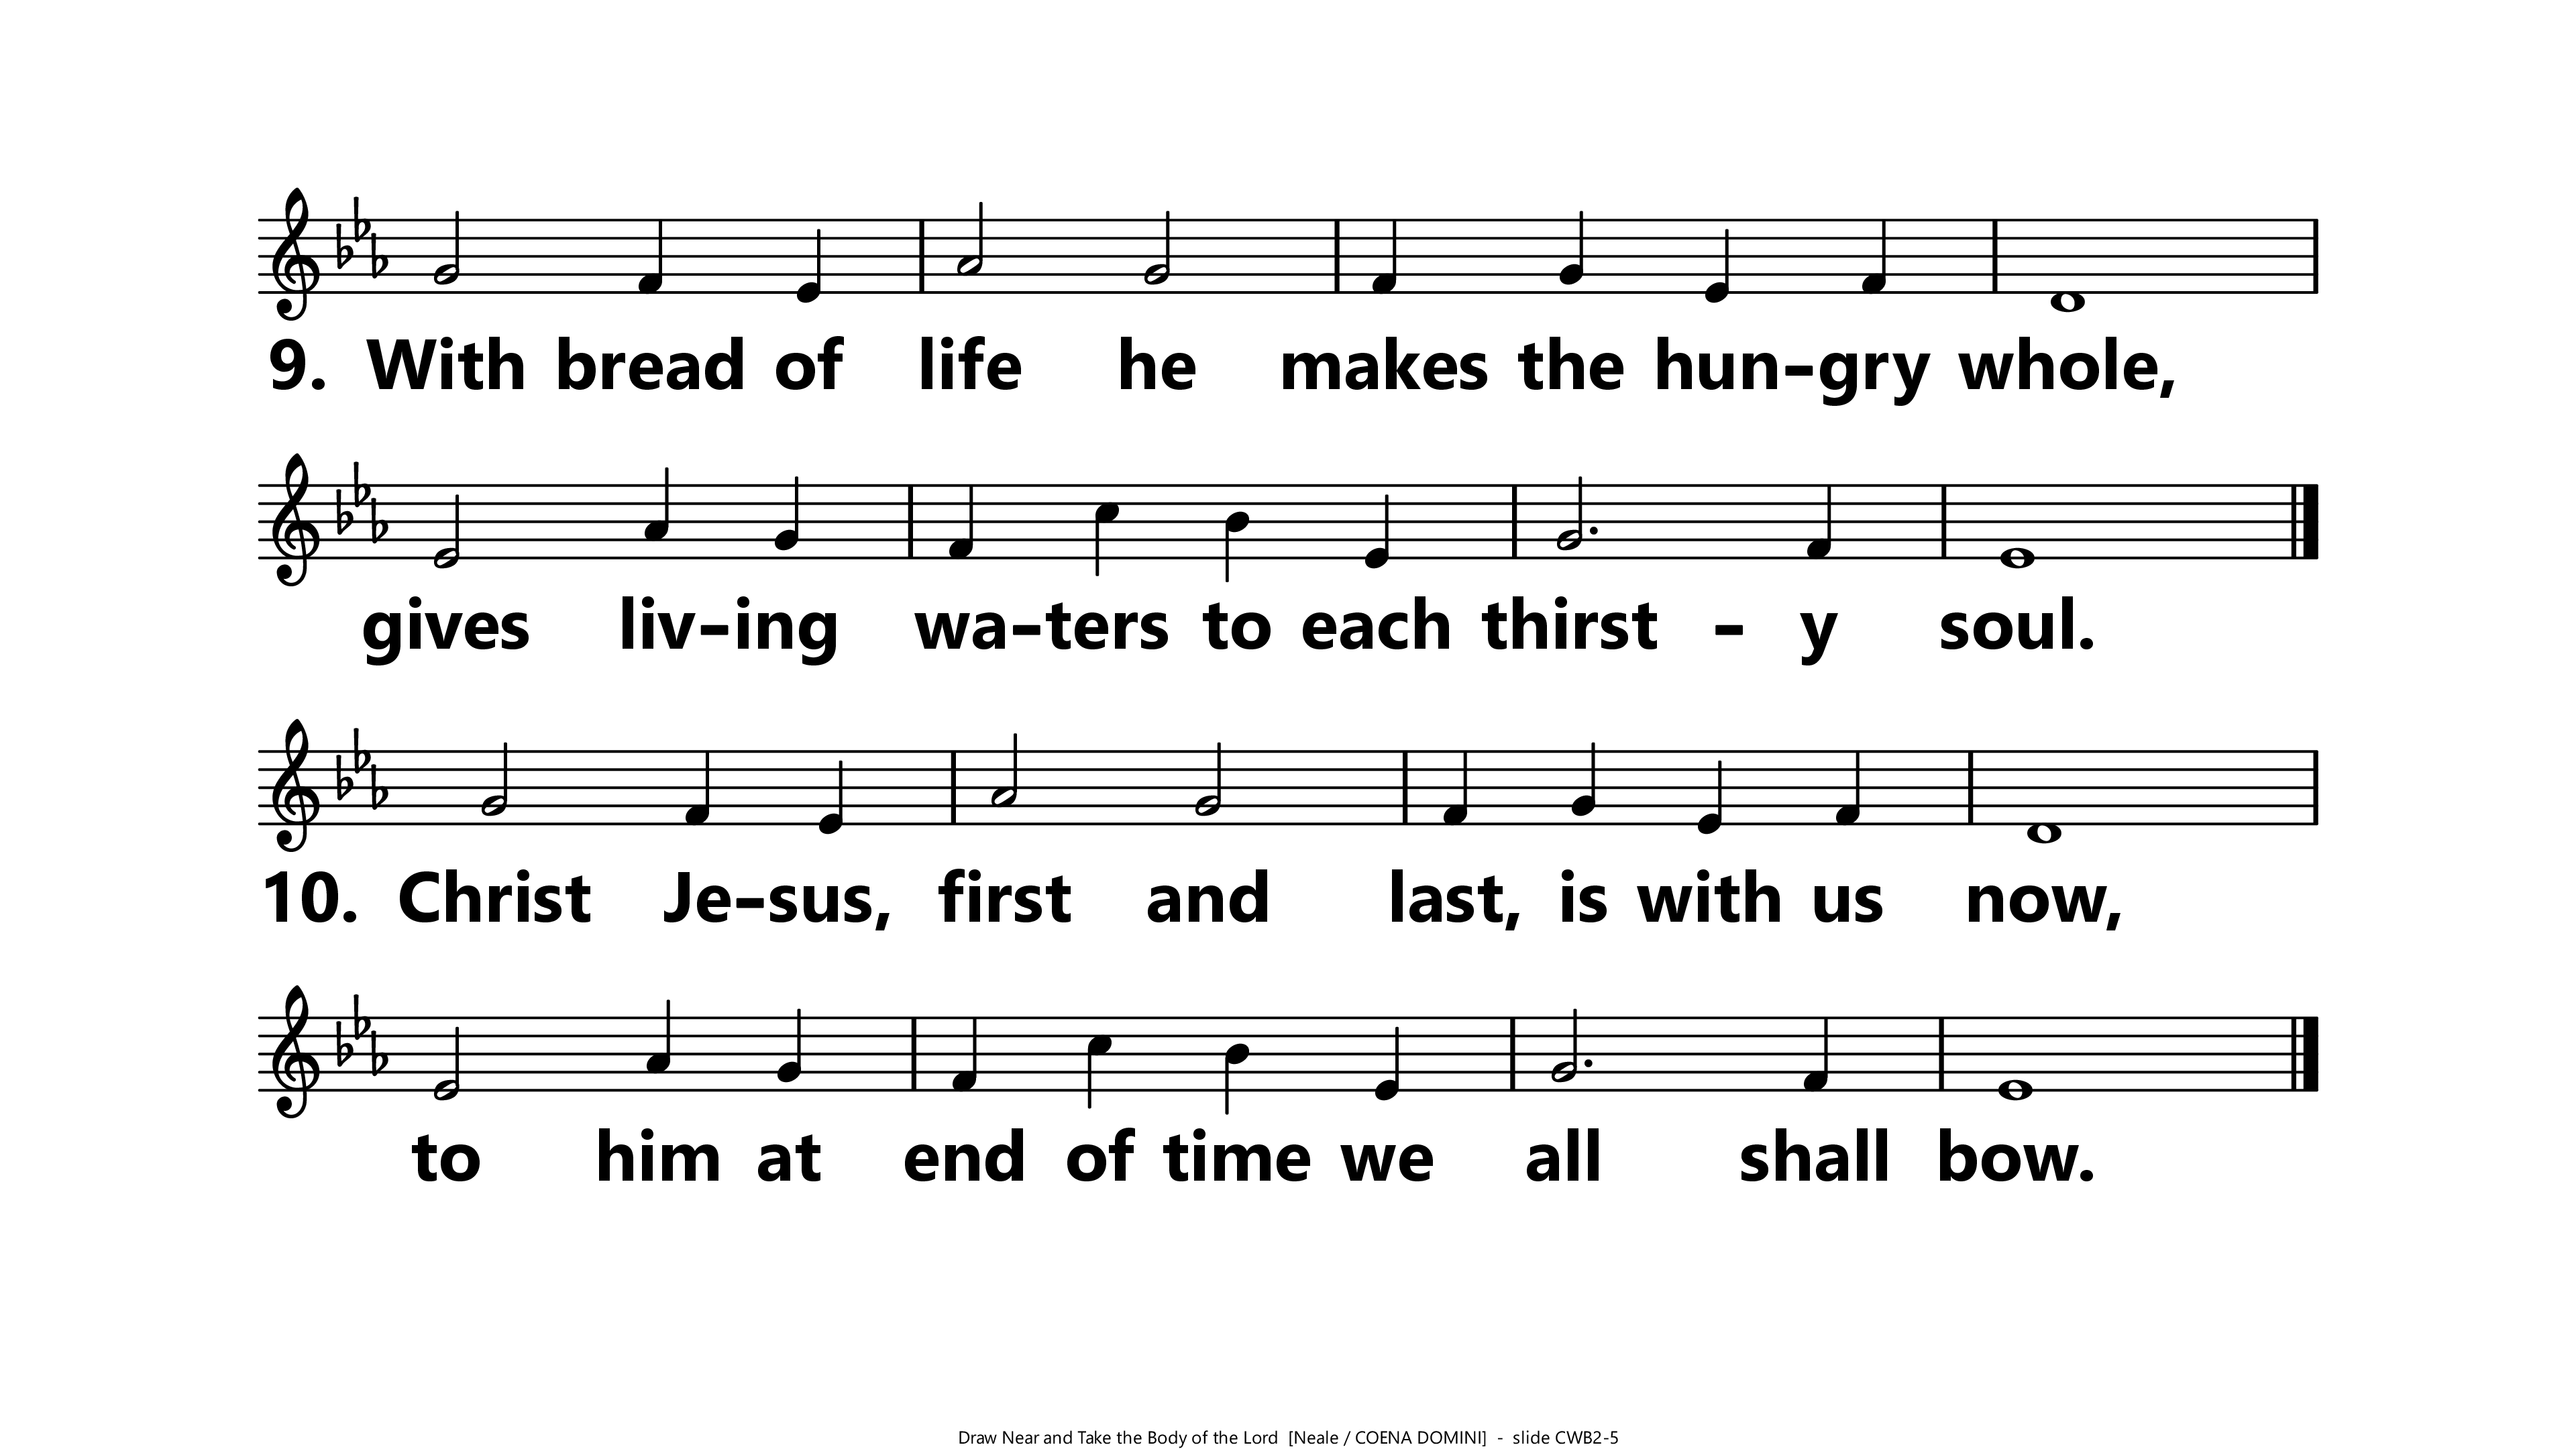 9. With bread of life he makes the hun-gry whole,
gives liv-ing wa-ters to each thirst - y soul.
10. Christ Je-sus, first and last, is with us now,
to him at end of time we all shall bow.
Draw Near and Take the Body of the Lord [Neale / COENA DOMINI] - slide CWB2-5